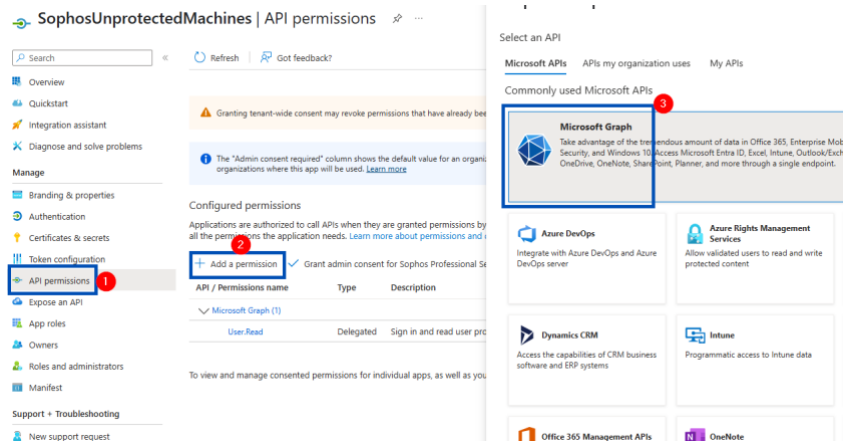 SophosUnprotectedMachines | API permissions
Search
Overview
Quickstart
Integration assistant
Diagnose and solve problems
Manage
Branding & properties
Authentication
Certificates & secrets
Token configuration
API permissions
1
Expose an API
App roles
Owners
Roles and administrators
Manifest
Support + Troubleshooting
New support request
Refresh
Got feedback?
Granting tenant-wide consent may revoke permissions that have already bee
The "Admin consent required" column shows the default value for an organi
organizations where this app will be used. Learn more
Configured permissions
Applications are authorized to call APIs when they are granted permissions by
all the permissions the application needs. Learn more about permissions and
2
Add a permission
Grant admin consent for Sophos Professional Se
API / Permissions name Type Description
Microsoft Graph (1)
User.Read Delegated Sign in and read user pro
To view and manage consented permissions for individual apps, as well as you
Select an API
Microsoft APIs APIs my organization uses My APIs
Commonly used Microsoft APIs
3
Microsoft Graph
Take advantage of the tremendous amount of data in Office 365, Enterprise Mob
Security, and Windows 10. Access Microsoft Entra ID, Excel, Intune, Outlook/Exch
OneDrive, OneNote, SharePoint, Planner, and more through a single endpoint.
Azure DevOps
Integrate with Azure DevOps and Azure
DevOps server
Azure Rights Management
Services
Allow validated users to read and write
protected content
Dynamics CRM
Access the capabilities of CRM business
software and ERP systems
Intune
Programmatic access to Intune data
Office 365 Management APIs
OneNote